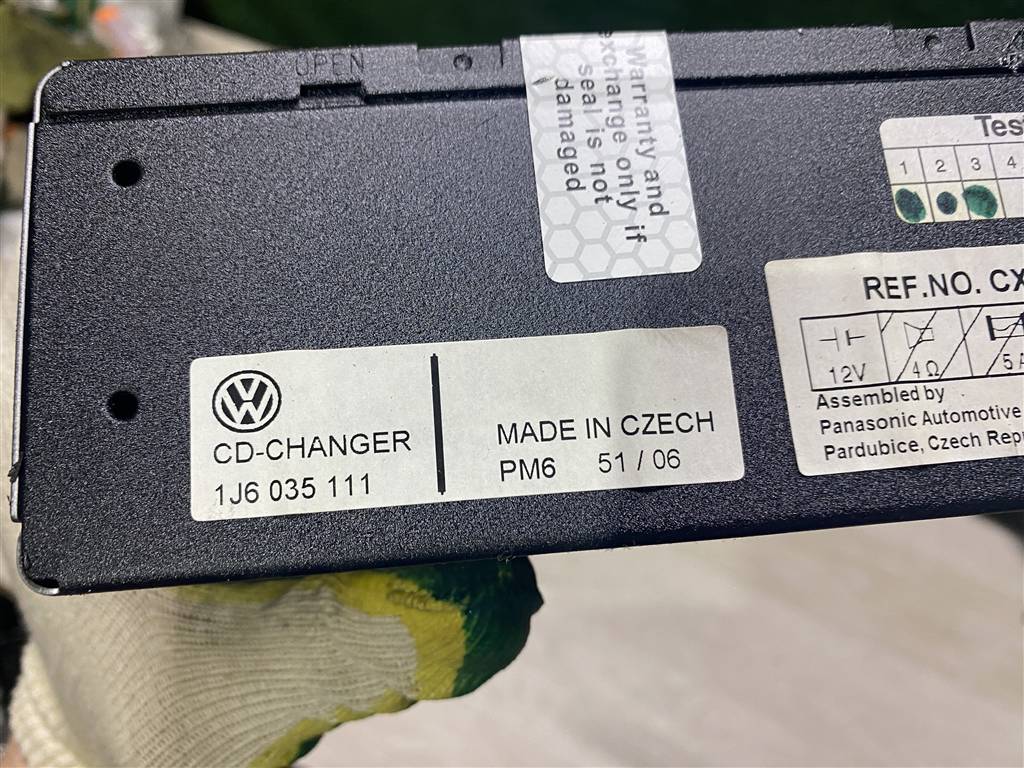 OPEN
Warranty and
exchange only if
seal is not
damaged
Test
1 2 3 4
REF.NO. CX
12V 4 Ω 5A
Assembled by
Panasonic Automotive
Pardubice, Czech Rep
CD-CHANGER
1J6 035 111
MADE IN CZECH
PM6 51 / 06